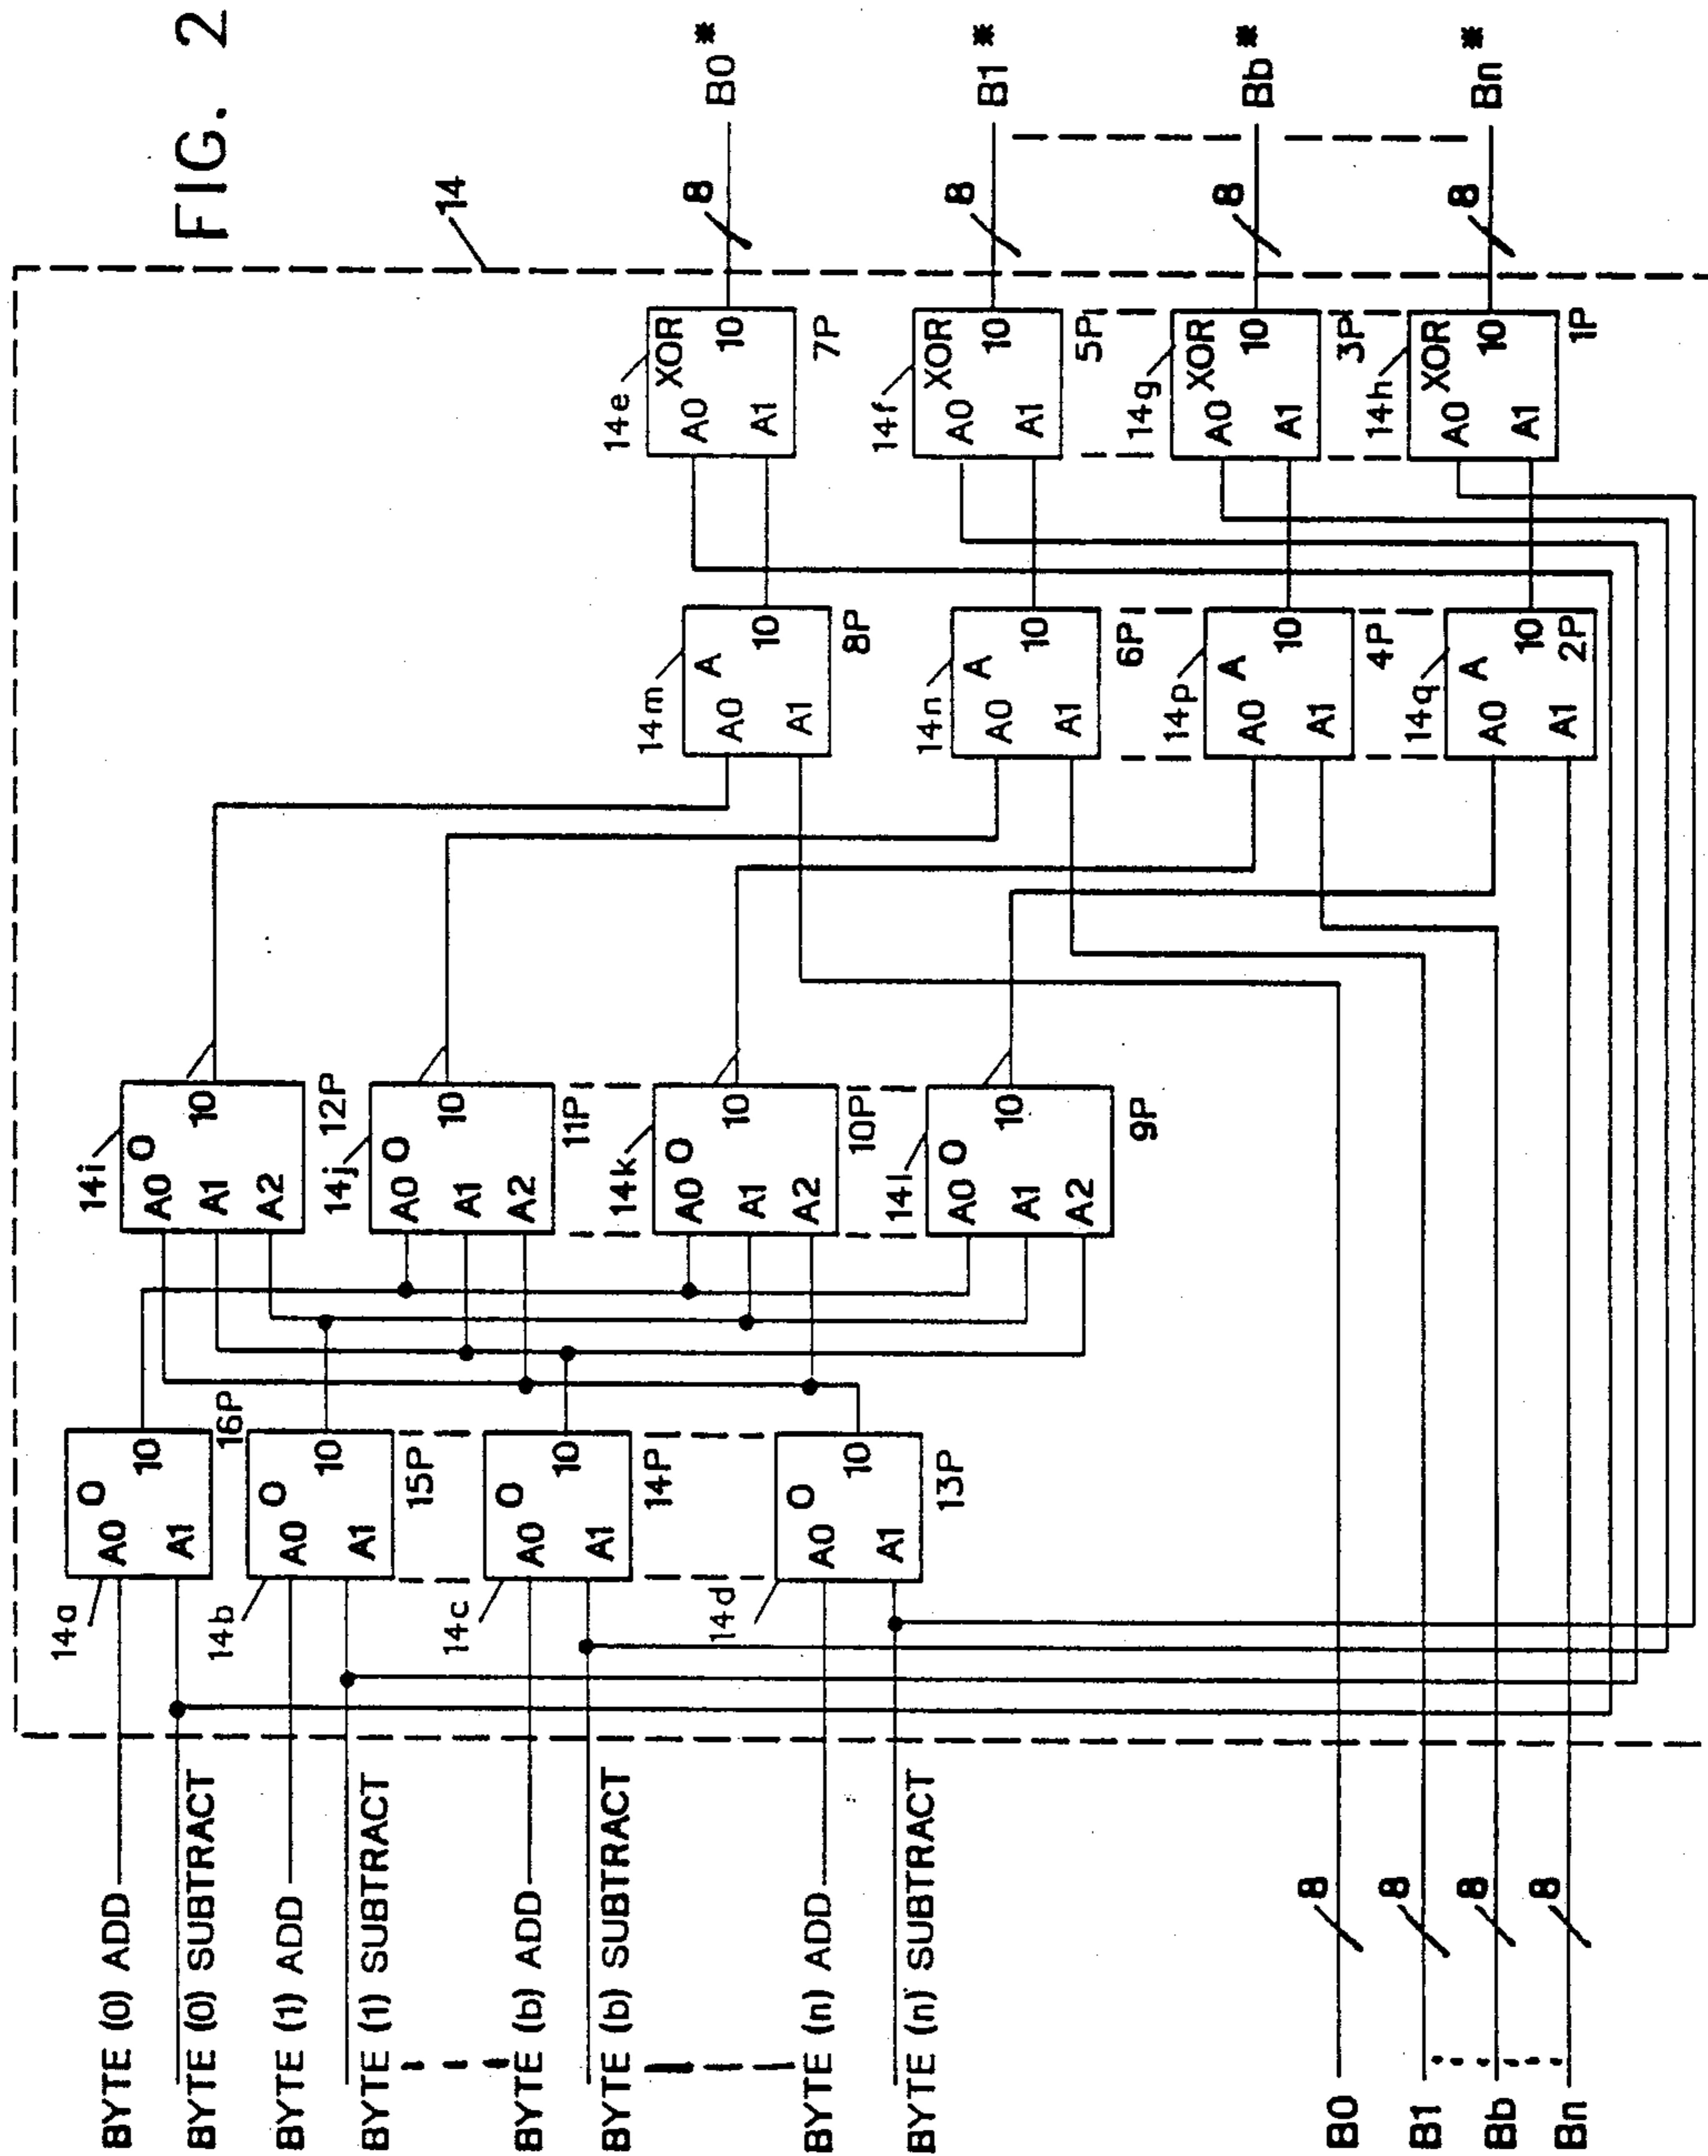 FIG. 2
14
BYTE (0) ADD
BYTE (0) SUBTRACT
BYTE (1) ADD
BYTE (1) SUBTRACT
BYTE (b) ADD
BYTE (b) SUBTRACT
BYTE (n) ADD
BYTE (n) SUBTRACT
B0 8
B1 8
Bb 8
Bn 8
14a
A0 O
A1 10
16P
14b
A0 O
A1 10
15P
14c
A0 O
A1 10
14P
14d
A0 O
A1 10
13P
14i
A0 O
A1 10
A2
12P
14j
A0 O
A1 10
A2
11P
14k
A0 O
A1 10
A2
10P
14l
A0 O
A1 10
A2
9P
14m
A0 A
A1 10
8P
14n
A0 A
A1 10
6P
14p
A0 A
A1 10
4P
14q
A0 A
A1 10
2P
14e
A0 XOR
A1 10
7P
14f
A0 XOR
A1 10
5P
14g
A0 XOR
A1 10
3P
14h
A0 XOR
A1 10
1P
8 B0*
8 B1*
8 Bb*
8 Bn*